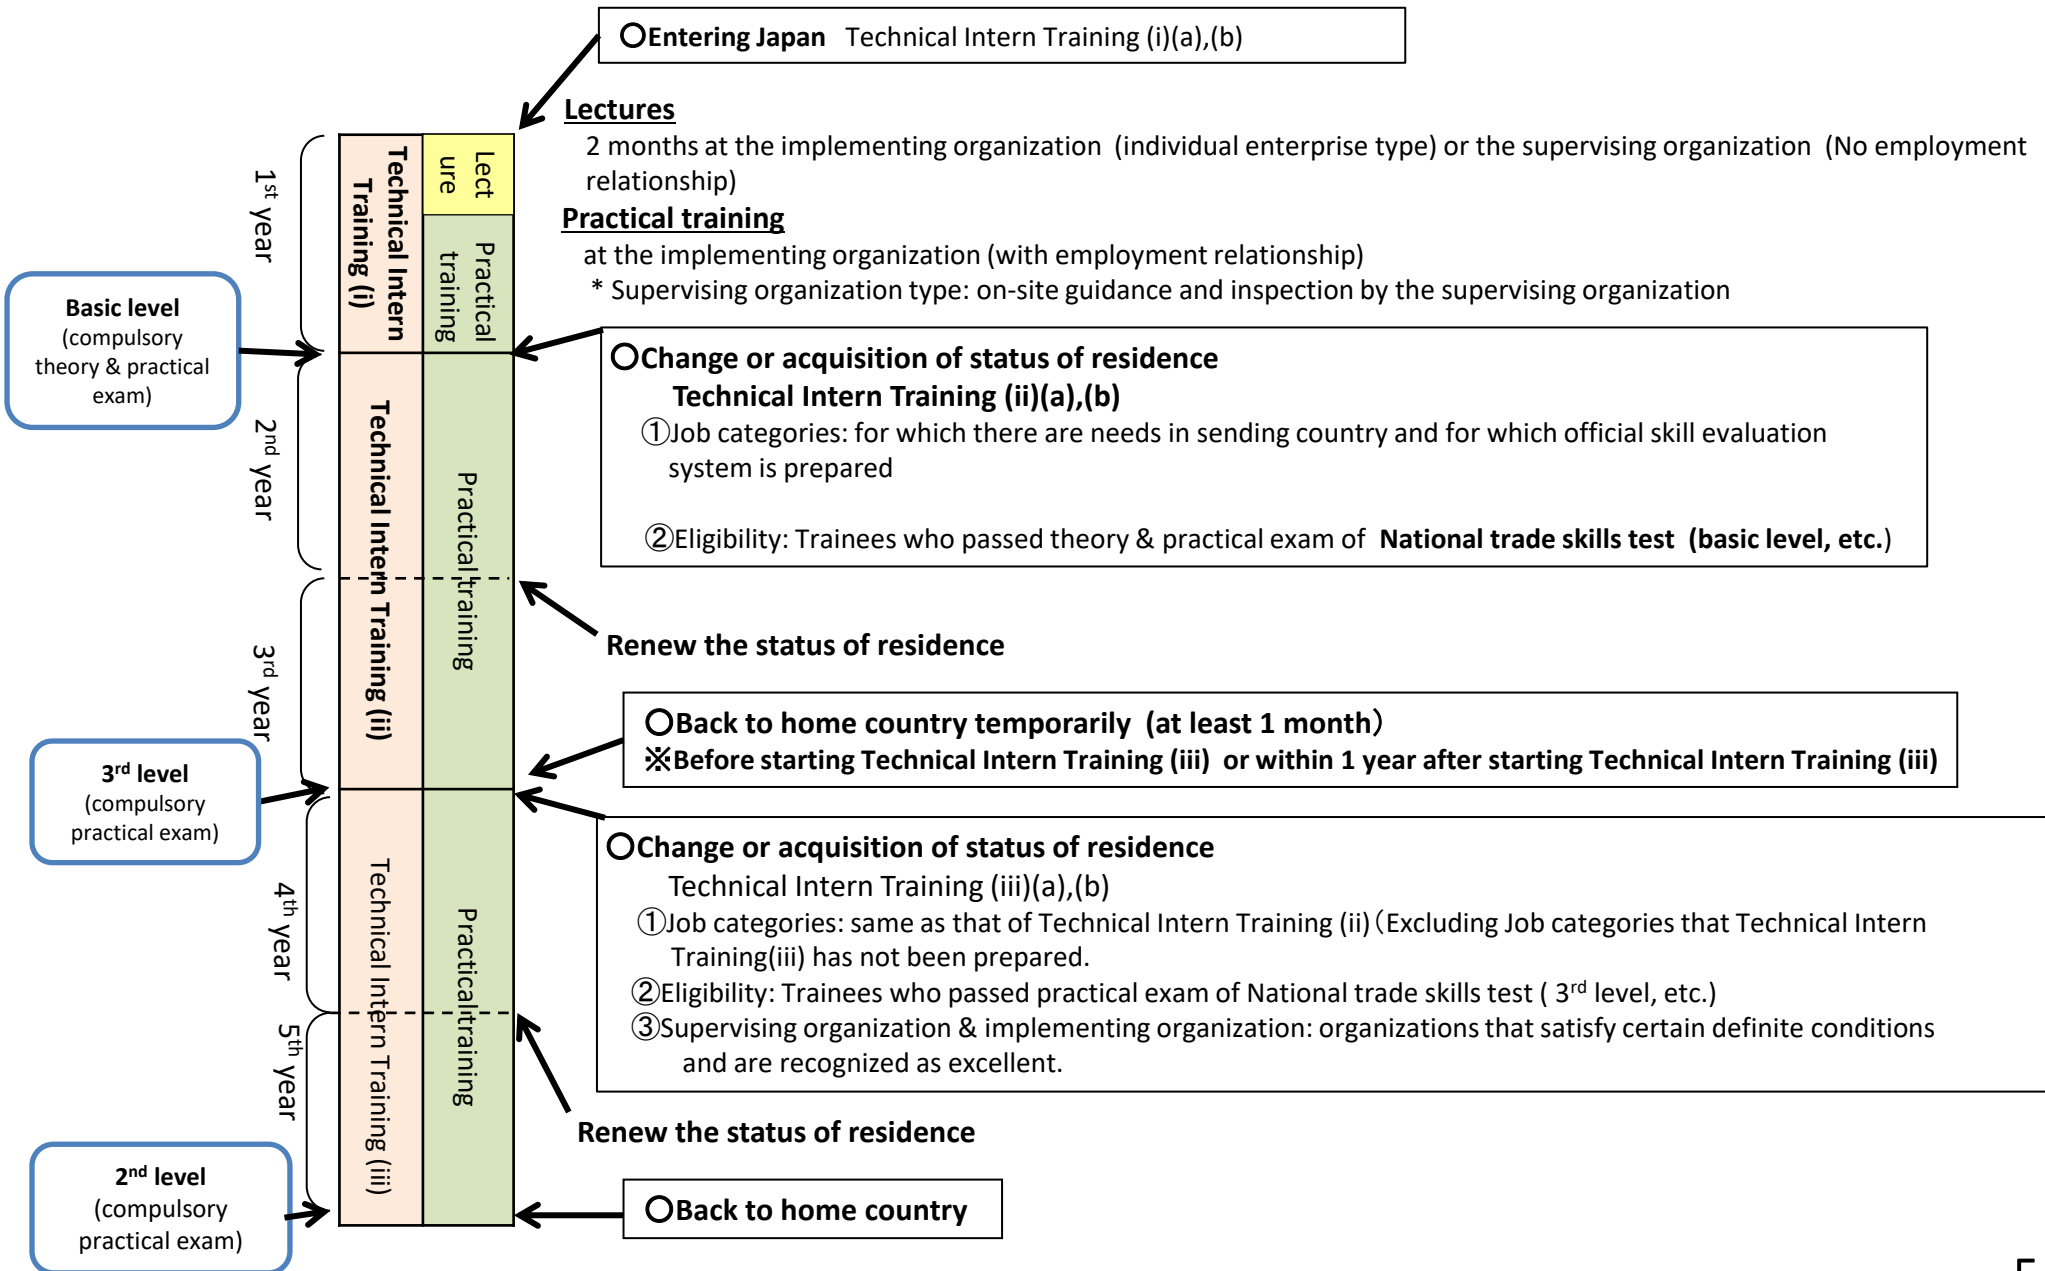 ○Entering Japan Technical Intern Training (i)(a),(b)
Lectures
2 months at the implementing organization (individual enterprise type) or the supervising organization (No employment
relationship)
Practical training
at the implementing organization (with employment relationship)
* Supervising organization type: on-site guidance and inspection by the supervising organization
1st year
Technical Intern
Training (i)
Lect
ure
Practical
training
Basic level
(compulsory
theory & practical
exam)
○Change or acquisition of status of residence
Technical Intern Training (ii)(a),(b)
①Job categories: for which there are needs in sending country and for which official skill evaluation
system is prepared
②Eligibility: Trainees who passed theory & practical exam of National trade skills test (basic level, etc.)
2nd year
Technical Intern Training (ii)
Practical training
Renew the status of residence
3rd year
○Back to home country temporarily (at least 1 month）
※Before starting Technical Intern Training (iii) or within 1 year after starting Technical Intern Training (iii)
3rd level
(compulsory
practical exam)
○Change or acquisition of status of residence
Technical Intern Training (iii)(a),(b)
①Job categories: same as that of Technical Intern Training (ii)（Excluding Job categories that Technical Intern
Training(iii) has not been prepared.
②Eligibility: Trainees who passed practical exam of National trade skills test ( 3rd level, etc.)
③Supervising organization & implementing organization: organizations that satisfy certain definite conditions
and are recognized as excellent.
4th year
Technical Intern Training (iii)
Practical training
5th year
Renew the status of residence
2nd level
(compulsory
practical exam)
○Back to home country